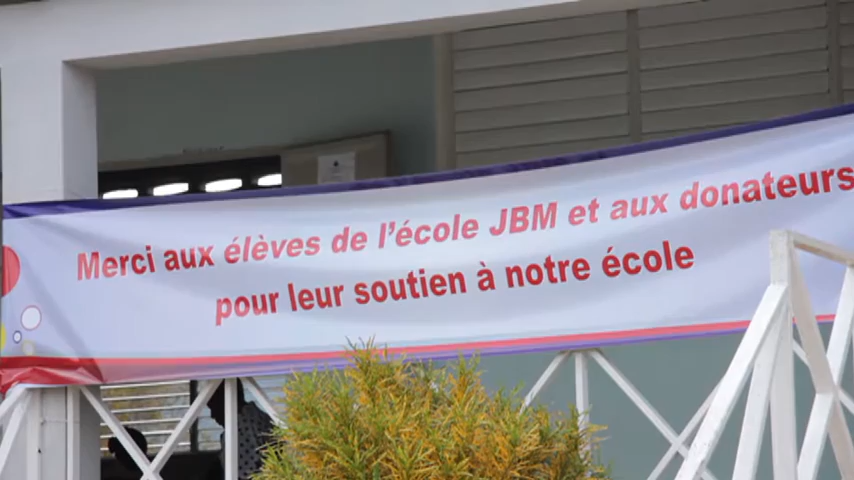 Merci aux élèves de l'école JBM et aux donateurs
pour leur soutien à notre école